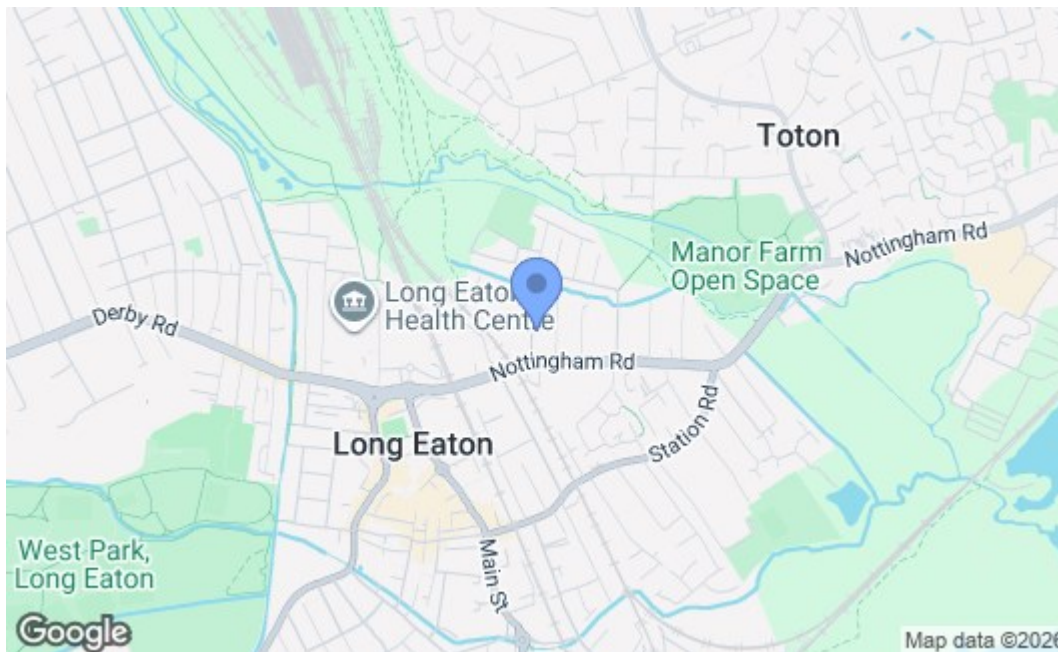 Toton
Manor Farm
Open Space
Nottingham Rd
Long Eaton
Health Centre
Derby Rd
Nottingham Rd
Long Eaton
Station Rd
Main St
West Park,
Long Eaton
Google
Map data ©2026